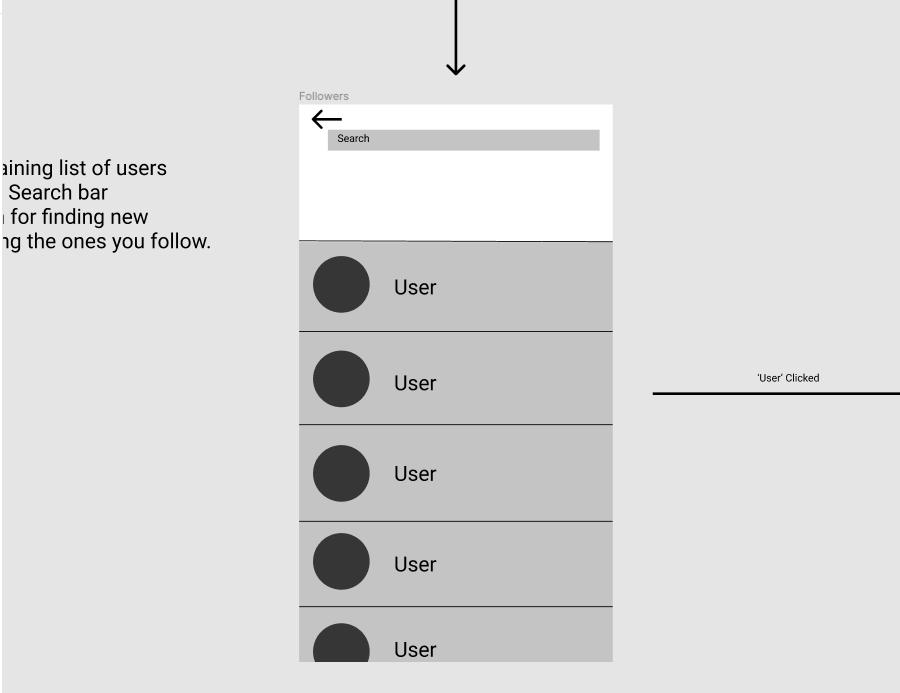 Followers
Search
aining list of users
Search bar
for finding new
ng the ones you follow.
User
User
'User' Clicked
User
User
User